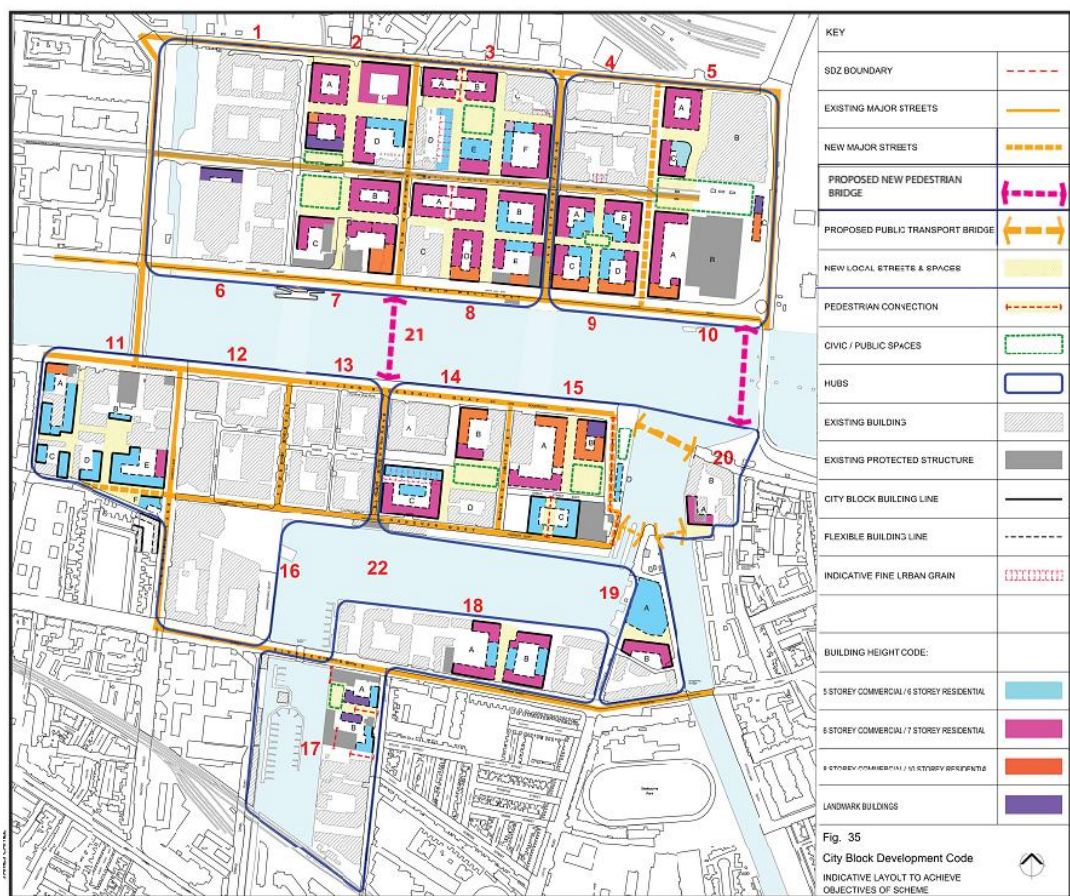 1
2
3
4
5
A
B
A
B
D
D
E
F
B
A
B
A
B
C
D
E
A
B
C
D
A
B
6
7
8
9
10
21
11
12
13
14
15
A
B
C
D
E
A
B
A
B
D
C
D
F
20
B
A
16
22
18
19
A
B
A
B
17
A
B
KEY
SDZ BOUNDARY
EXISTING MAJOR STREETS
NEW MAJOR STREETS
PROPOSED NEW PEDESTRIAN
BRIDGE
PROPOSED PUBLIC TRANSPORT BRIDGE
NEW LOCAL STREETS & SPACES
PEDESTRIAN CONNECTION
CIVIC / PUBLIC SPACES
HUBS
EXISTING BUILDING
EXISTING PROTECTED STRUCTURE
CITY BLOCK BUILDING LINE
FLEXIBLE BUILDING LINE
INDICATIVE FINE URBAN GRAIN
BUILDING HEIGHT CODE:
5 STOREY COMMERCIAL / 6 STOREY RESIDENTIAL
6 STOREY COMMERCIAL / 7 STOREY RESIDENTIAL
8 STOREY COMMERCIAL / 10 STOREY RESIDENTIAL
LANDMARK BUILDINGS
Fig. 35
City Block Development Code
INDICATIVE LAYOUT TO ACHIEVE
OBJECTIVES OF SCHEME